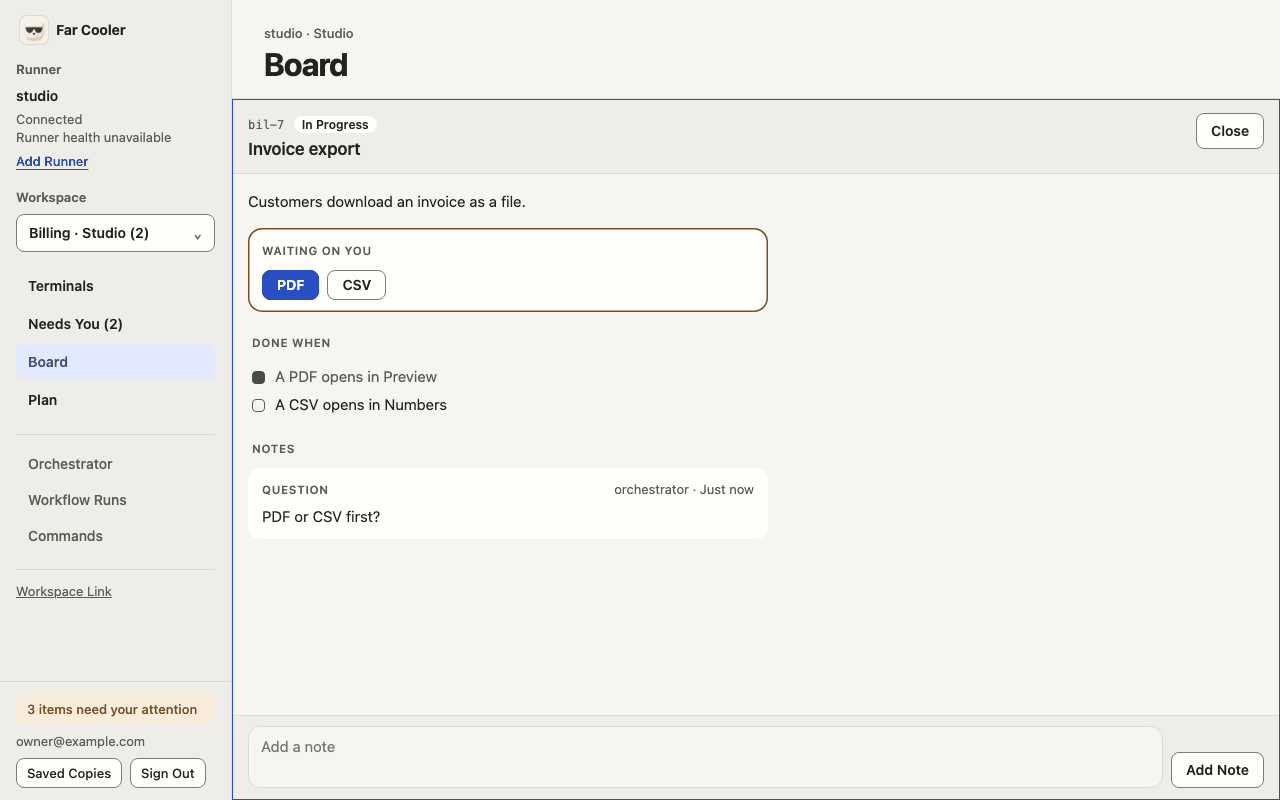 Far Cooler
Runner
studio
Connected
Runner health unavailable
Add Runner
Workspace
Billing · Studio (2)
Terminals
Needs You (2)
Board
Plan
Orchestrator
Workflow Runs
Commands
Workspace Link
3 items need your attention
owner@example.com
Saved Copies
Sign Out
studio · Studio
Board
bil-7
In Progress
Invoice export
Close
Customers download an invoice as a file.
WAITING ON YOU
PDF
CSV
DONE WHEN
A PDF opens in Preview
A CSV opens in Numbers
NOTES
QUESTION
orchestrator · Just now
PDF or CSV first?
Add a note
Add Note